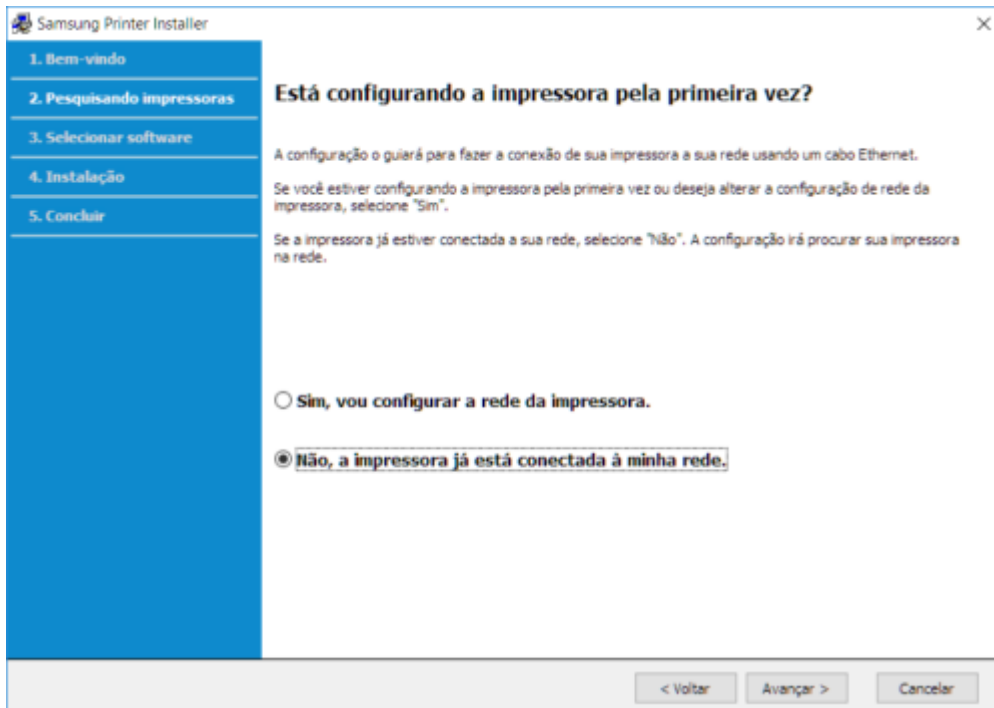 Samsung Printer Installer
1. Bem-vindo
2. Pesquisando impressoras
3. Selecionar software
4. Instalação
5. Concluir
Está configurando a impressora pela primeira vez?
A configuração o guiará para fazer a conexão de sua impressora a sua rede usando um cabo Ethernet.
Se você estiver configurando a impressora pela primeira vez ou deseja alterar a configuração de rede da
impressora, selecione "Sim".
Se a impressora já estiver conectada a sua rede, selecione "Não". A configuração irá procurar sua impressora
na rede.
Sim, vou configurar a rede da impressora.
Não, a impressora já está conectada à minha rede.
< Voltar
Avançar >
Cancelar